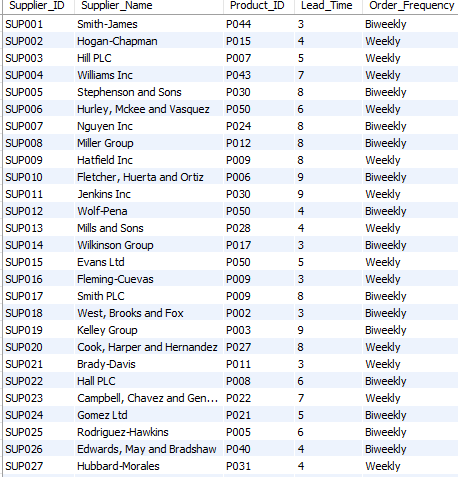 Supplier_ID Supplier_Name Product_ID Lead_Time Order_Frequency
SUP001 Smith-James P044 3 Biweekly
SUP002 Hogan-Chapman P015 4 Weekly
SUP003 Hill PLC P007 5 Weekly
SUP004 Williams Inc P043 7 Weekly
SUP005 Stephenson and Sons P030 8 Biweekly
SUP006 Hurley, Mckee and Vasquez P050 6 Weekly
SUP007 Nguyen Inc P024 8 Biweekly
SUP008 Miller Group P012 8 Biweekly
SUP009 Hatfield Inc P009 8 Weekly
SUP010 Fletcher, Huerta and Ortiz P006 9 Biweekly
SUP011 Jenkins Inc P030 9 Weekly
SUP012 Wolf-Pena P050 4 Biweekly
SUP013 Mills and Sons P028 4 Weekly
SUP014 Wilkinson Group P017 3 Biweekly
SUP015 Evans Ltd P050 5 Weekly
SUP016 Fleming-Cuevas P009 3 Weekly
SUP017 Smith PLC P009 8 Biweekly
SUP018 West, Brooks and Fox P002 3 Biweekly
SUP019 Kelley Group P003 9 Biweekly
SUP020 Cook, Harper and Hernandez P027 8 Weekly
SUP021 Brady-Davis P011 3 Weekly
SUP022 Hall PLC P008 6 Biweekly
SUP023 Campbell, Chavez and Gen... P022 7 Weekly
SUP024 Gomez Ltd P021 5 Biweekly
SUP025 Rodriguez-Hawkins P005 6 Biweekly
SUP026 Edwards, May and Bradshaw P040 4 Biweekly
SUP027 Hubbard-Morales P031 4 Weekly